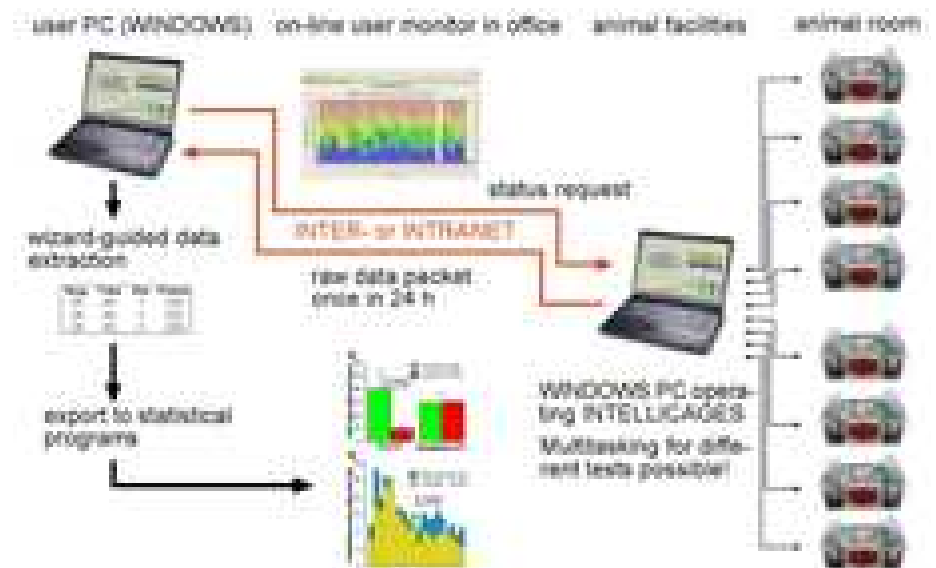 user PC (WINDOWS)
on-line user monitor in office
animal facilities
animal room
status request
INTER- or INTRANET
wizard-guided data
extraction
raw data packet
once in 24 h
WINDOWS PC opera-
ting INTELLICAGES
Multitasking for diffe-
rent tests possible!
export to statistical
programs